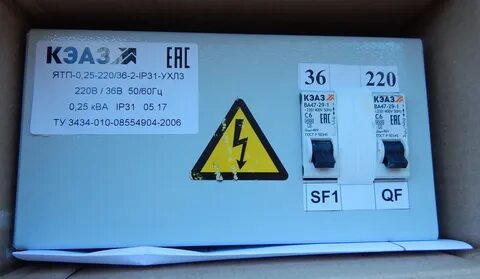 КЭАЗ EAC
ЯТП-0,25-220/36-2-IP31-УХЛ3
220В / 36В 50/60Гц
0,25 кВА IP31 05.17
ТУ 3434-010-08554904-2006
36 220
КЭАЗ КЭАЗ
ВА47-29-1 ВА47-29-1
C6 C6
SF1 QF